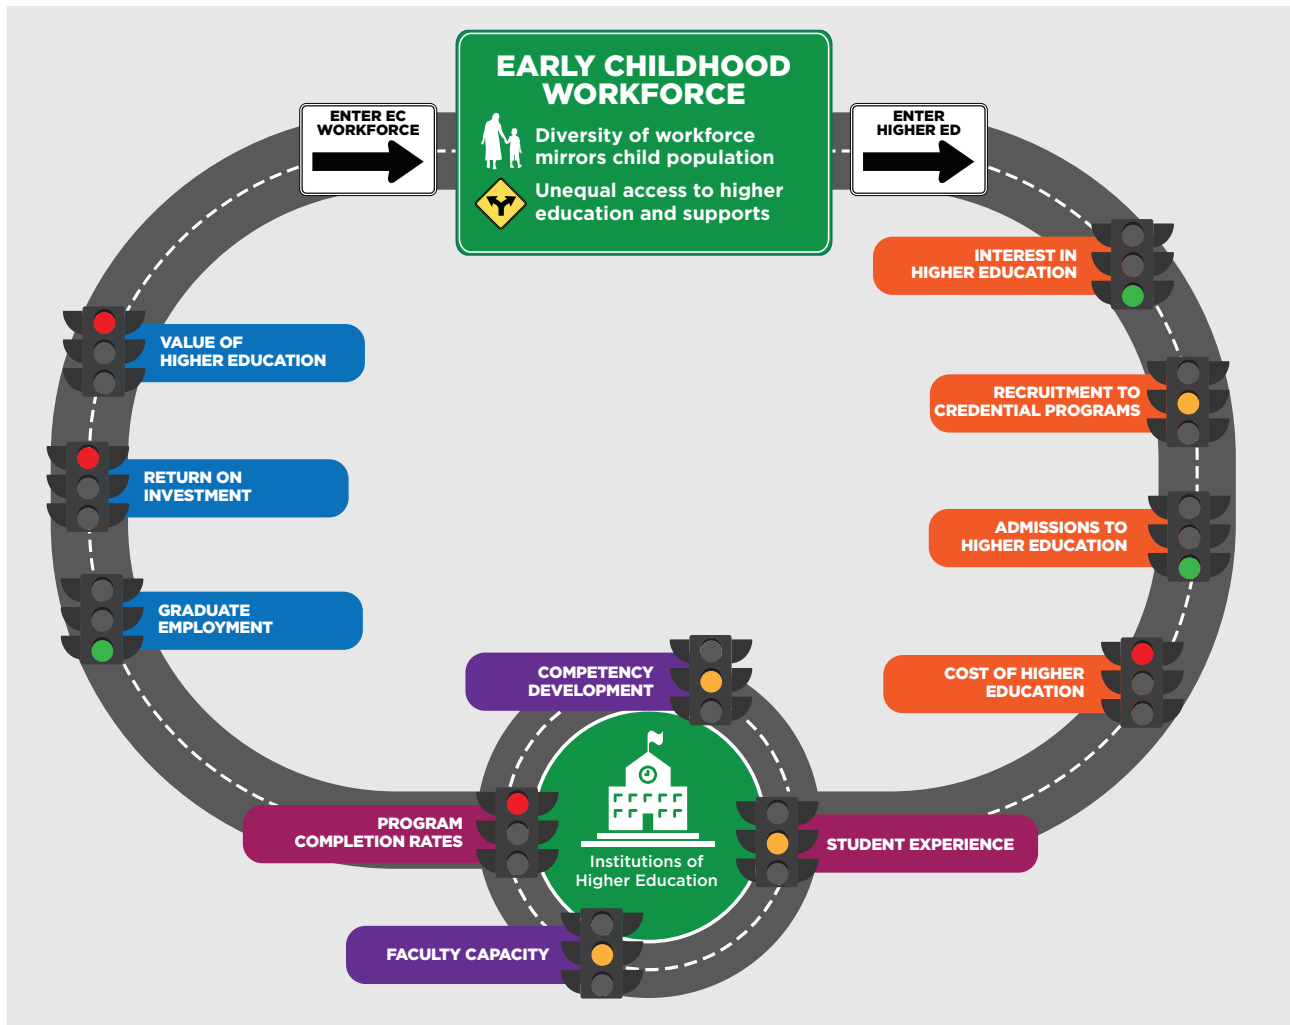 EARLY CHILDHOOD
WORKFORCE
Diversity of workforce
mirrors child population
Unequal access to higher
education and supports
ENTER EC
WORKFORCE
ENTER
HIGHER ED
INTEREST IN
HIGHER EDUCATION
RECRUITMENT TO
CREDENTIAL PROGRAMS
ADMISSIONS TO
HIGHER EDUCATION
COST OF HIGHER
EDUCATION
STUDENT EXPERIENCE
COMPETENCY
DEVELOPMENT
Institutions of
Higher Education
FACULTY CAPACITY
PROGRAM
COMPLETION RATES
GRADUATE
EMPLOYMENT
RETURN ON
INVESTMENT
VALUE OF
HIGHER EDUCATION